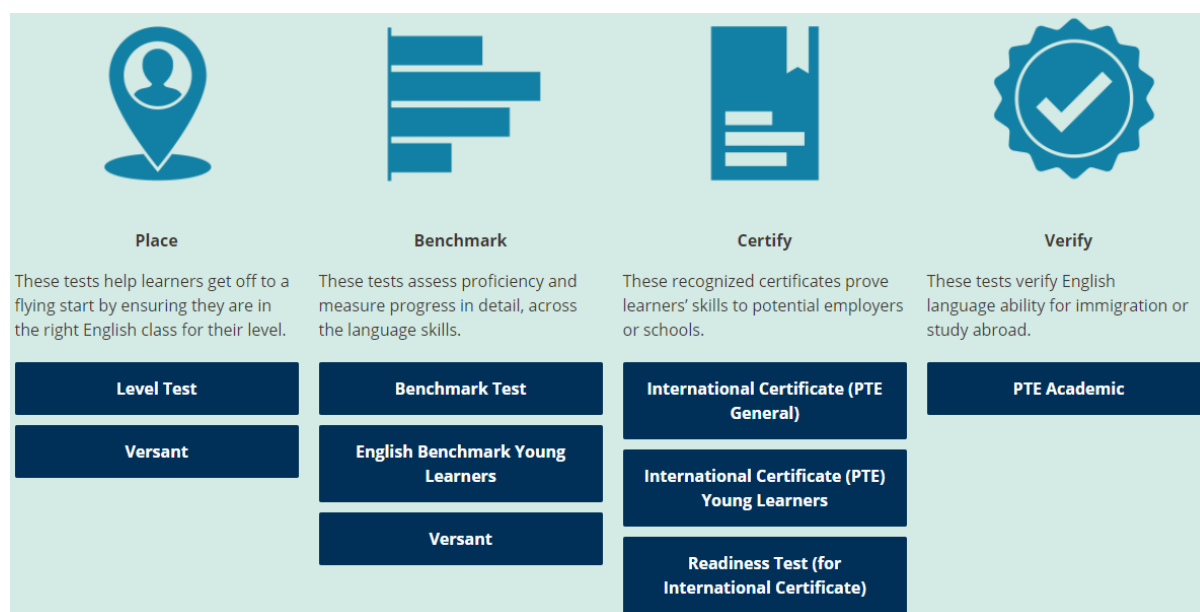 Place
These tests help learners get off to a
flying start by ensuring they are in
the right English class for their level.
Level Test
Versant
Benchmark
These tests assess proficiency and
measure progress in detail, across
the language skills.
Benchmark Test
English Benchmark Young
Learners
Versant
Certify
These recognized certificates prove
learners’ skills to potential employers
or schools.
International Certificate (PTE
General)
International Certificate (PTE)
Young Learners
Readiness Test (for
International Certificate)
Verify
These tests verify English
language ability for immigration or
study abroad.
PTE Academic